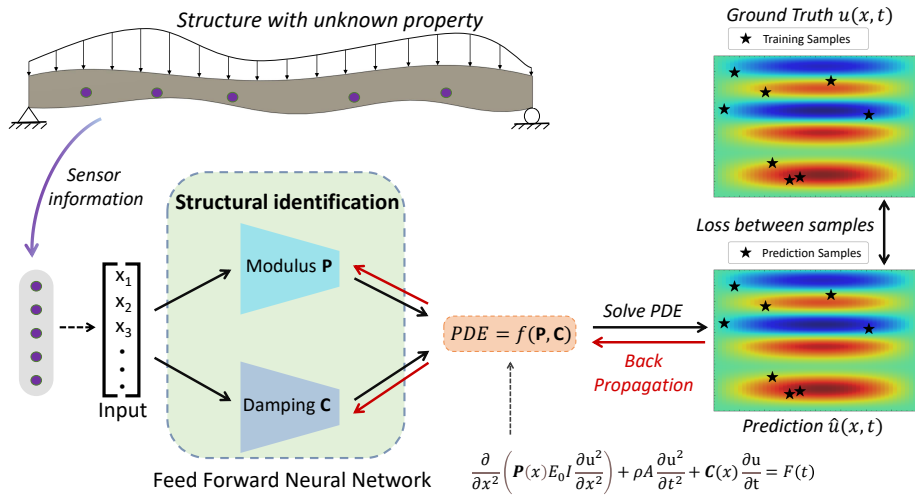 Structure with unknown property
Ground Truth u(x, t)
★ Training Samples
Sensor
information
Structural identification
Modulus P
Loss between samples
★ Prediction Samples
x₁
x₂
x₃
Input
Damping C
PDE = f(P, C)
Solve PDE
Back
Propagation
Prediction û(x, t)
Feed Forward Neural Network
∂/∂x² (P(x)E₀I ∂u²/∂x²) + ρA ∂u²/∂t² + C(x) ∂u/∂t = F(t)